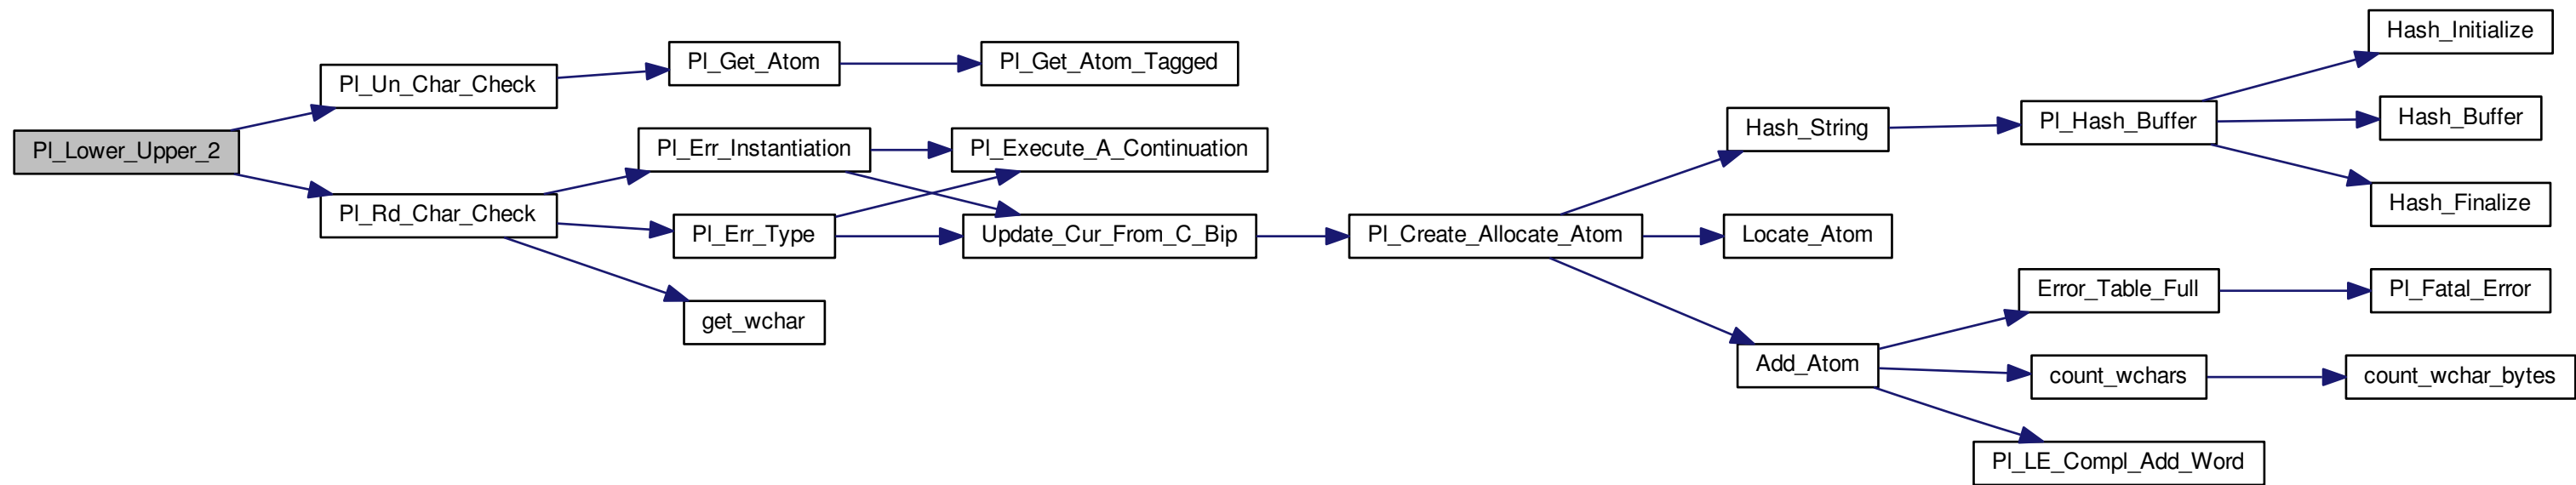 Pl_Lower_Upper_2
Pl_Un_Char_Check
Pl_Rd_Char_Check
Pl_Get_Atom
Pl_Err_Instantiation
Pl_Err_Type
get_wchar
Pl_Get_Atom_Tagged
Pl_Execute_A_Continuation
Update_Cur_From_C_Bip
Pl_Create_Allocate_Atom
Hash_String
Locate_Atom
Add_Atom
Pl_Hash_Buffer
Error_Table_Full
count_wchars
Pl_LE_Compl_Add_Word
Hash_Initialize
Hash_Buffer
Hash_Finalize
Pl_Fatal_Error
count_wchar_bytes